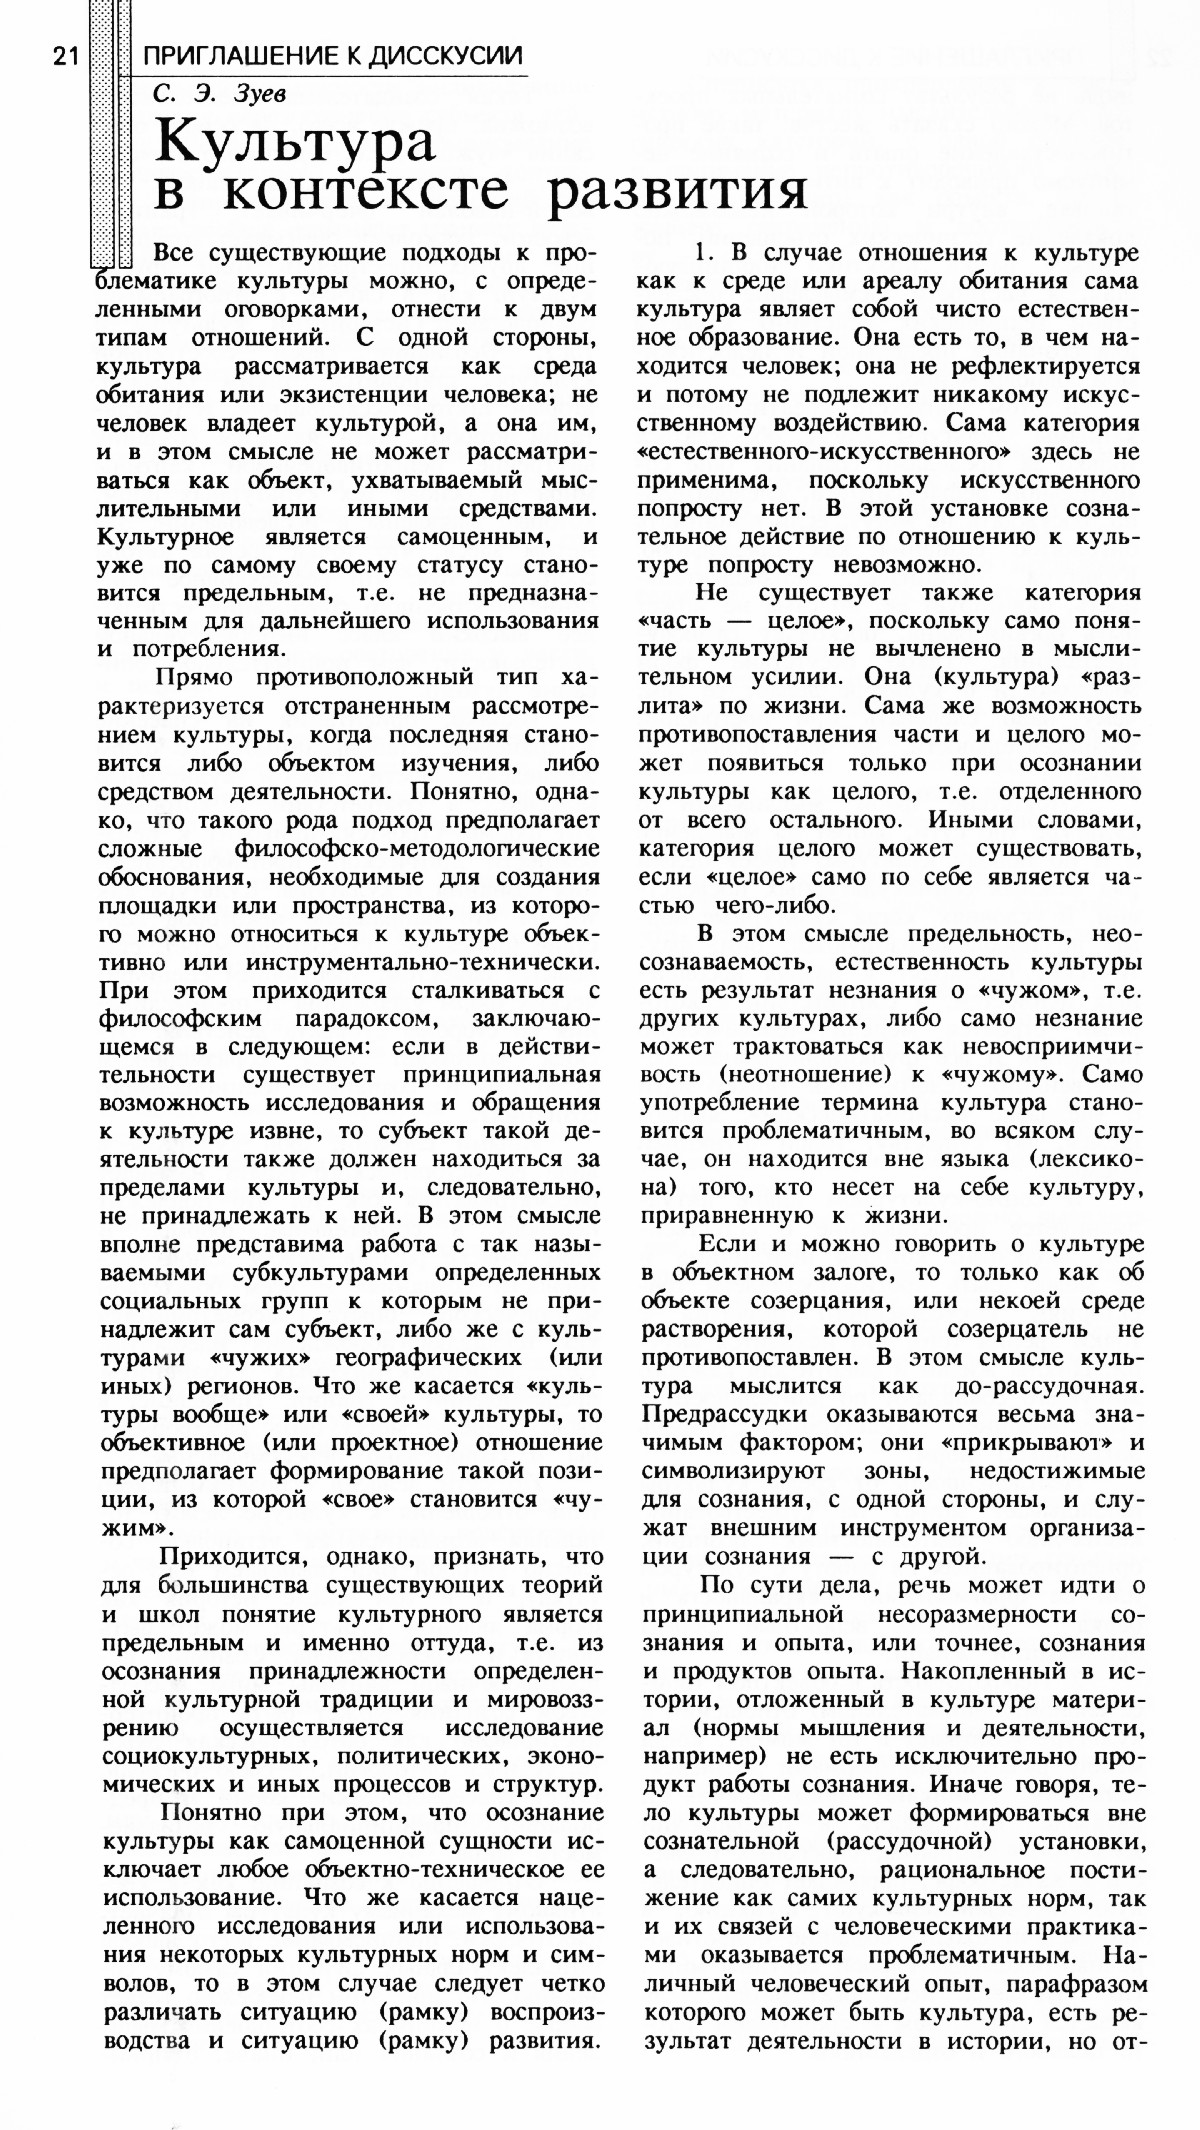 21
ПРИГЛАШЕНИЕ К ДИССКУСИИ
С. Э. Зуев
Культура
в контексте развития
Все существующие подходы к про-
блематике культуры можно, с опреде-
ленными оговорками, отнести к двум
типам отношений. С одной стороны,
культура рассматривается как среда
обитания или экзистенции человека; не
человек владеет культурой, а она им,
и в этом смысле не может рассматри-
ваться как объект, ухватываемый мыс-
лительными или иными средствами.
Культурное является самоценным, и
уже по самому своему статусу стано-
вится предельным, т.е. не предназна-
ченным для дальнейшего использования
и потребления.
Прямо противоположный тип ха-
рактеризуется отстраненным рассмотре-
нием культуры, когда последняя стано-
вится либо объектом изучения, либо
средством деятельности. Понятно, одна-
ко, что такого рода подход предполагает
сложные философско-методологические
обоснования, необходимые для создания
площадки или пространства, из которо-
го можно относиться к культуре объек-
тивно или инструментально-технически.
При этом приходится сталкиваться с
философским парадоксом, заключаю-
щемся в следующем: если в действи-
тельности существует принципиальная
возможность исследования и обращения
к культуре извне, то субъект такой де-
ятельности также должен находиться за
пределами культуры и, следовательно,
не принадлежать к ней. В этом смысле
вполне представима работа с так назы-
ваемыми субкультурами определенных
социальных групп к которым не при-
надлежит сам субъект, либо же с куль-
турами «чужих» географических (или
иных) регионов. Что же касается «куль-
туры вообще» или «своей» культуры, то
объективное (или проектное) отношение
предполагает формирование такой пози-
ции, из которой «свое» становится «чу-
жим».
Приходится, однако, признать, что
для большинства существующих теорий
и школ понятие культурного является
предельным и именно оттуда, т.е. из
осознания принадлежности определен-
ной культурной традиции и мировозз-
рению осуществляется исследование
социокультурных, политических, эконо-
мических и иных процессов и структур.
Понятно при этом, что осознание
культуры как самоценной сущности ис-
ключает любое объектно-техническое ее
использование. Что же касается наце-
ленного исследования или использова-
ния некоторых культурных норм и сим-
волов, то в этом случае следует четко
различать ситуацию (рамку) воспроиз-
водства и ситуацию (рамку) развития.
1. В случае отношения к культуре
как к среде или ареалу обитания сама
культура являет собой чисто естествен-
ное образование. Она есть то, в чем на-
ходится человек; она не рефлектируется
и потому не подлежит никакому искус-
ственному воздействию. Сама категория
«естественного-искусственного» здесь не
применима, поскольку искусственного
попросту нет. В этой установке созна-
тельное действие по отношению к куль-
туре попросту невозможно.
Не существует также категория
«часть — целое», поскольку само поня-
тие культуры не вычленено в мысли-
тельном усилии. Она (культура) «раз-
лита» по жизни. Сама же возможность
противопоставления части и целого мо-
жет появиться только при осознании
культуры как целого, т.е. отделенного
от всего остального. Иными словами,
категория целого может существовать,
если «целое» само по себе является ча-
стью чего-либо.
В этом смысле предельность, нео-
сознаваемость, естественность культуры
есть результат незнания о «чужом», т.е.
других культурах, либо само незнание
может трактоваться как невосприимчи-
вость (неотношение) к «чужому». Само
употребление термина культура стано-
вится проблематичным, во всяком слу-
чае, он находится вне языка (лексико-
на) того, кто несет на себе культуру,
приравненную к жизни.
Если и можно говорить о культуре
в объектном залоге, то только как об
объекте созерцания, или некоей среде
растворения, которой созерцатель не
противопоставлен. В этом смысле куль-
тура мыслится как до-рассудочная.
Предрассудки оказываются весьма зна-
чимым фактором; они «прикрывают» и
символизируют зоны, недостижимые
для сознания, с одной стороны, и слу-
жат внешним инструментом организа-
ции сознания — с другой.
По сути дела, речь может идти о
принципиальной несоразмерности со-
знания и опыта, или точнее, сознания
и продуктов опыта. Накопленный в ис-
тории, отложенный в культуре матери-
ал (нормы мышления и деятельности,
например) не есть исключительно про-
дукт работы сознания. Иначе говоря, те-
ло культуры может формироваться вне
сознательной (рассудочной) установки,
а следовательно, рациональное пости-
жение как самих культурных норм, так
и их связей с человеческими практика-
ми оказывается проблематичным. На-
личный человеческий опыт, парафразом
которого может быть культура, есть ре-
зультат деятельности в истории, но от-